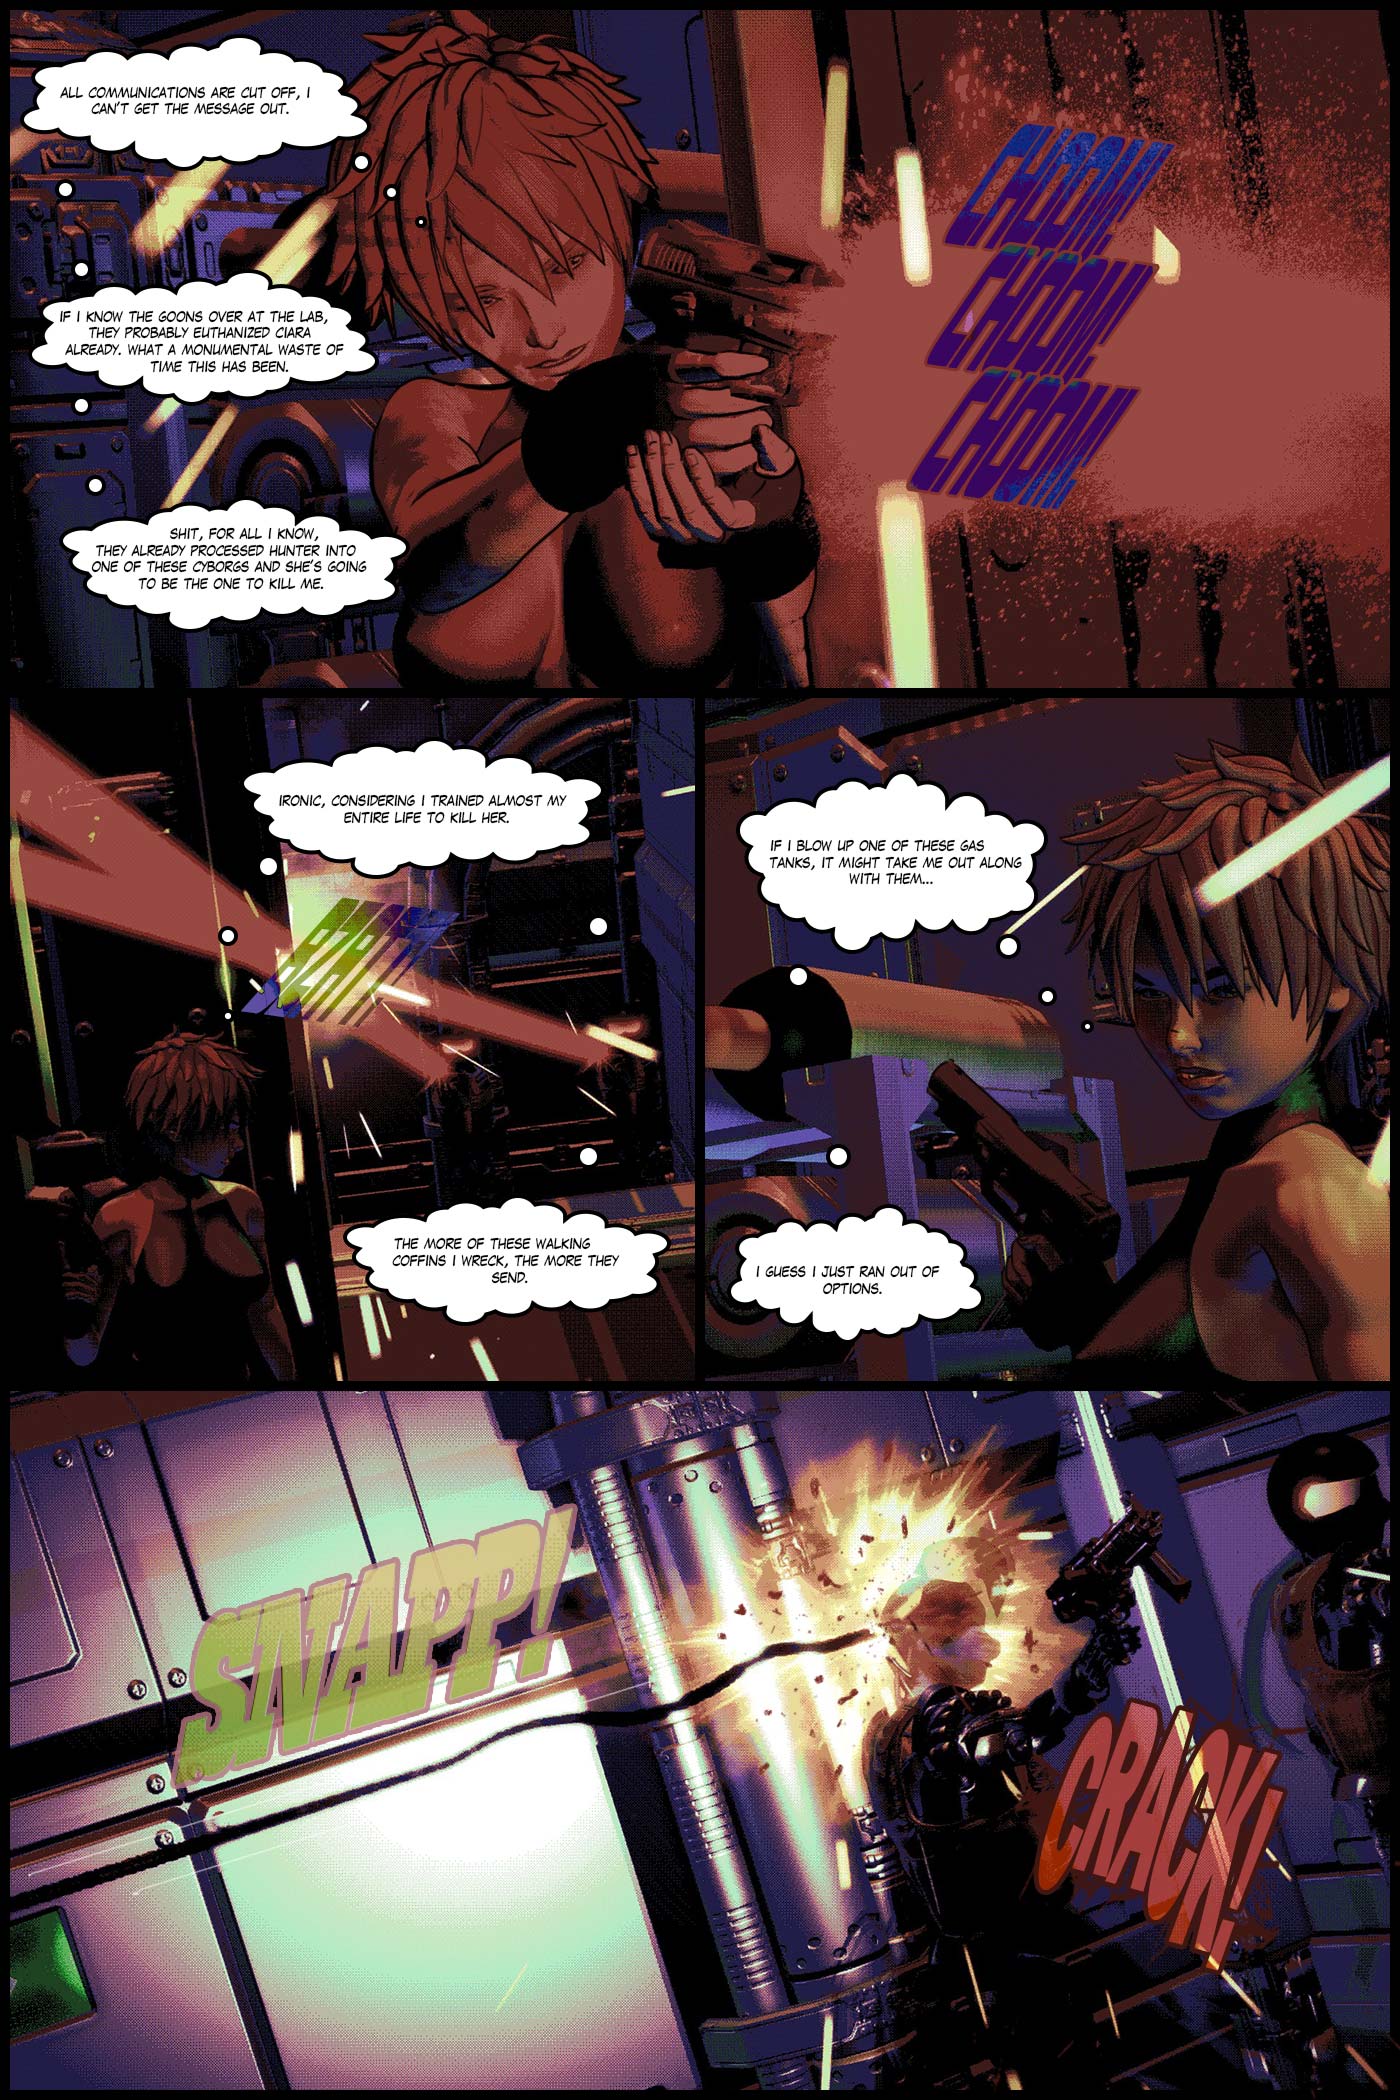 ALL COMMUNICATIONS ARE CUT OFF, I
CAN'T GET THE MESSAGE OUT.
IF I KNOW THE GOONS OVER AT THE LAB,
THEY PROBABLY EUTHANIZED CIARA
ALREADY. WHAT A MONUMENTAL WASTE OF
TIME THIS HAS BEEN.
SHIT, FOR ALL I KNOW,
THEY ALREADY PROCESSED HUNTER INTO
ONE OF THESE CYBORGS AND SHE'S GOING
TO BE THE ONE TO KILL ME.
CHOOM!
CHOOM!
CHOOM!
IRONIC, CONSIDERING I TRAINED ALMOST MY
ENTIRE LIFE TO KILL HER.
THE MORE OF THESE WALKING
COFFINS I WRECK, THE MORE THEY
SEND.
IF I BLOW UP ONE OF THESE GAS
TANKS, IT MIGHT TAKE ME OUT ALONG
WITH THEM...
I GUESS I JUST RAN OUT OF
OPTIONS.
SNAPP!
CRACK!